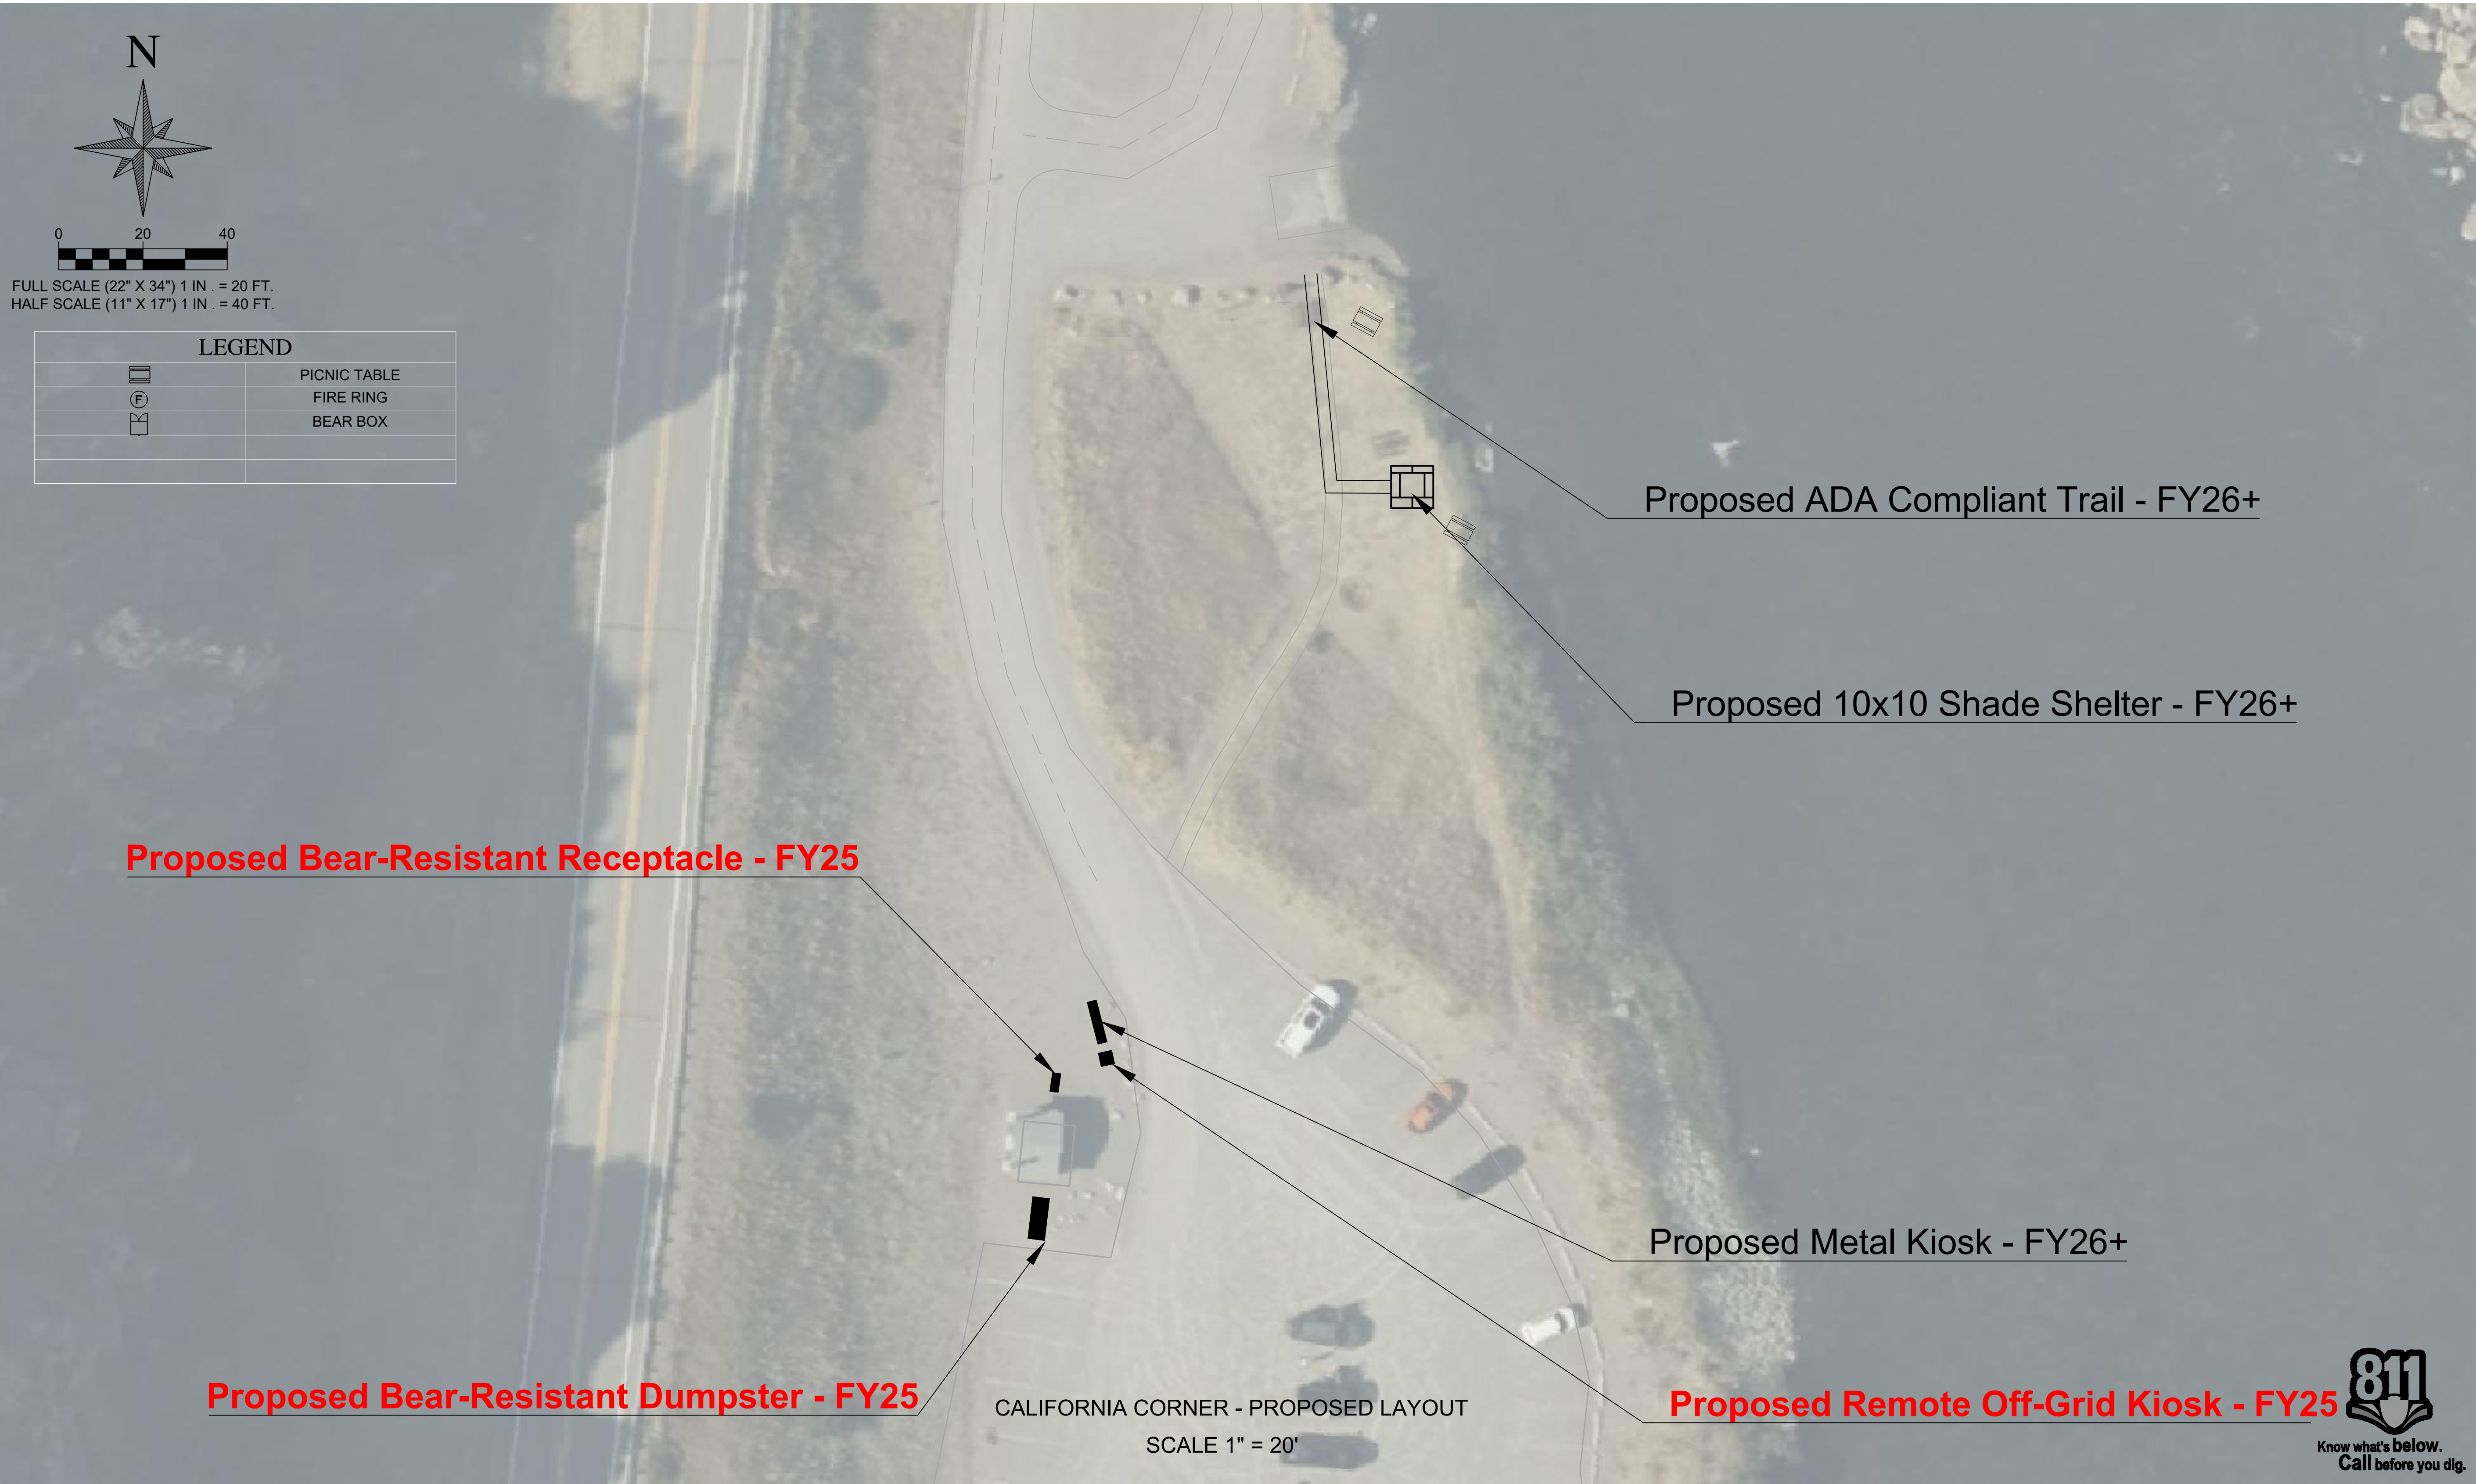 N
0 20 40
FULL SCALE (22" X 34") 1 IN . = 20 FT.
HALF SCALE (11" X 17") 1 IN . = 40 FT.
LEGEND
PICNIC TABLE
F FIRE RING
BEAR BOX
Proposed ADA Compliant Trail - FY26+
Proposed 10x10 Shade Shelter - FY26+
Proposed Bear-Resistant Receptacle - FY25
Proposed Metal Kiosk - FY26+
Proposed Bear-Resistant Dumpster - FY25
Proposed Remote Off-Grid Kiosk - FY25
CALIFORNIA CORNER - PROPOSED LAYOUT
SCALE 1" = 20'
811
Know what's below.
Call before you dig.